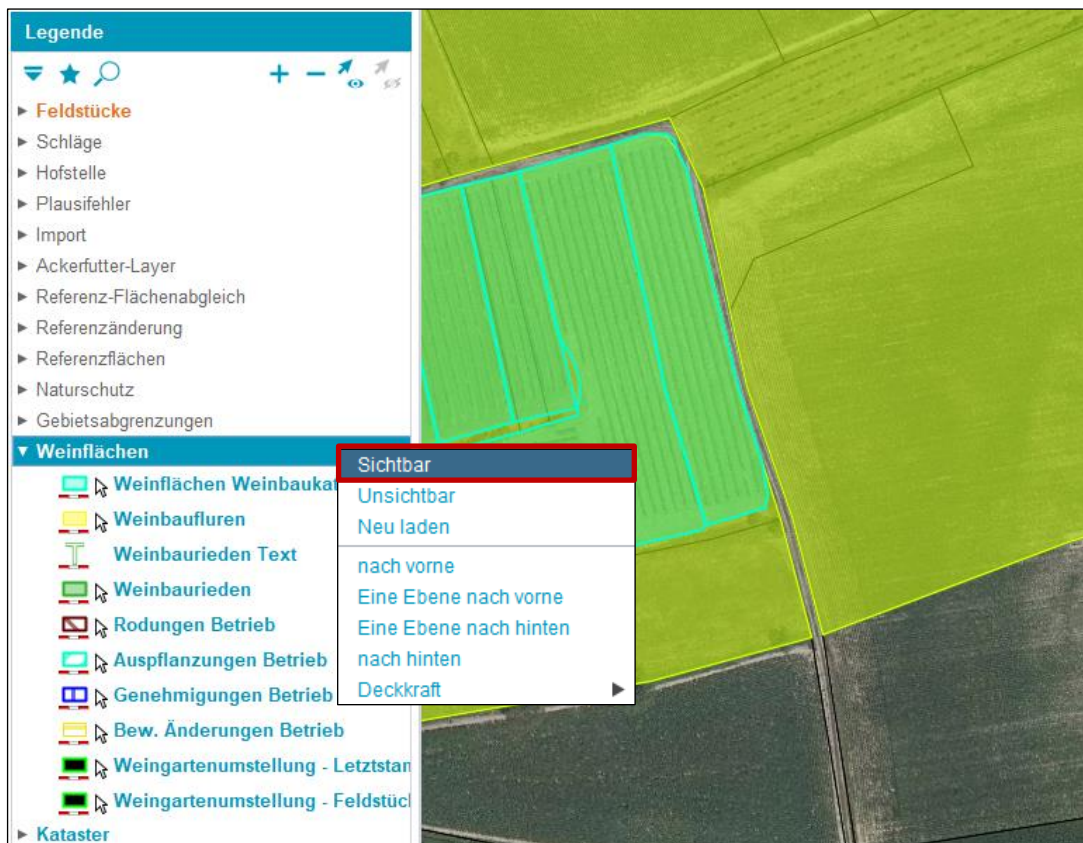 Legende
Feldstücke
Schläge
Hofstelle
Plausifehler
Import
Ackerfutter-Layer
Referenz-Flächenabgleich
Referenzänderung
Referenzflächen
Naturschutz
Gebietsabgrenzungen
Weinflächen
Weinflächen Weinbaukat
Weinbaufluren
Weinbaurieden Text
Weinbaurieden
Rodungen Betrieb
Auspflanzungen Betrieb
Genehmigungen Betrieb
Bew. Änderungen Betrieb
Weingartenumstellung - Letztstan
Weingartenumstellung - Feldstücl
Kataster
Sichtbar
Unsichtbar
Neu laden
nach vorne
Eine Ebene nach vorne
Eine Ebene nach hinten
nach hinten
Deckkraft